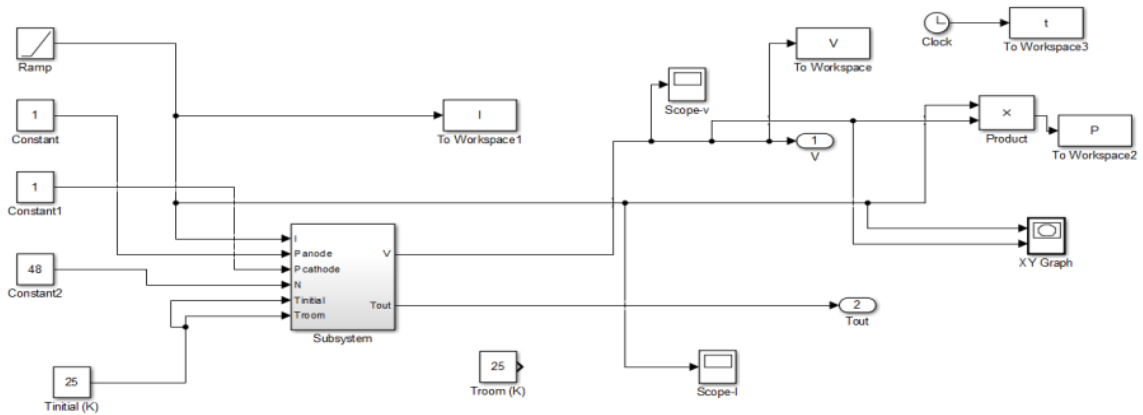 Ramp
1
Constant
1
Constant1
48
Constant2
25
Tinitial (K)
I
To Workspace1
I
Panode
Pcathode
N
Tinitial
Troom
V
Tout
Subsystem
25
Troom (K)
Scope-v
V
To Workspace
1
V
2
Tout
Scope-I
Clock
t
To Workspace3
×
Product
P
To Workspace2
XY Graph